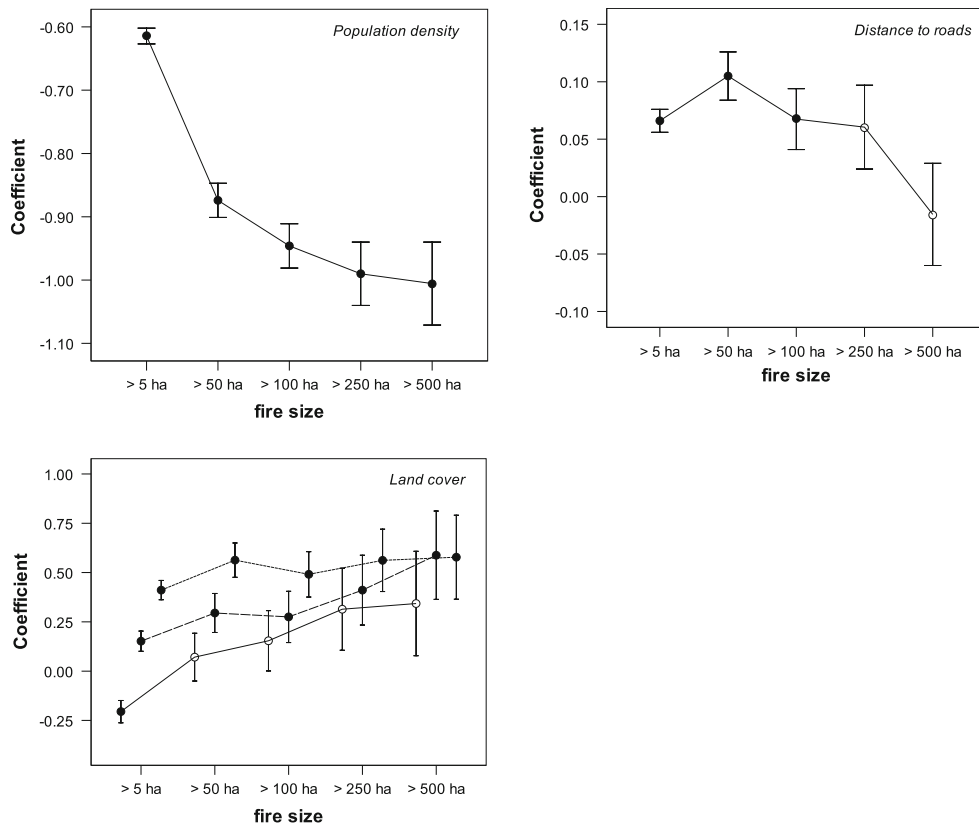 Population density
-0.60
-0.70
-0.80
-0.90
-1.00
-1.10
Coefficient
> 5 ha > 50 ha > 100 ha > 250 ha > 500 ha
fire size
Distance to roads
0.15
0.10
0.05
0.00
-0.05
-0.10
Coefficient
> 5 ha > 50 ha > 100 ha > 250 ha > 500 ha
fire size
Land cover
1.00
0.75
0.50
0.25
0.00
-0.25
Coefficient
> 5 ha > 50 ha > 100 ha > 250 ha > 500 ha
fire size